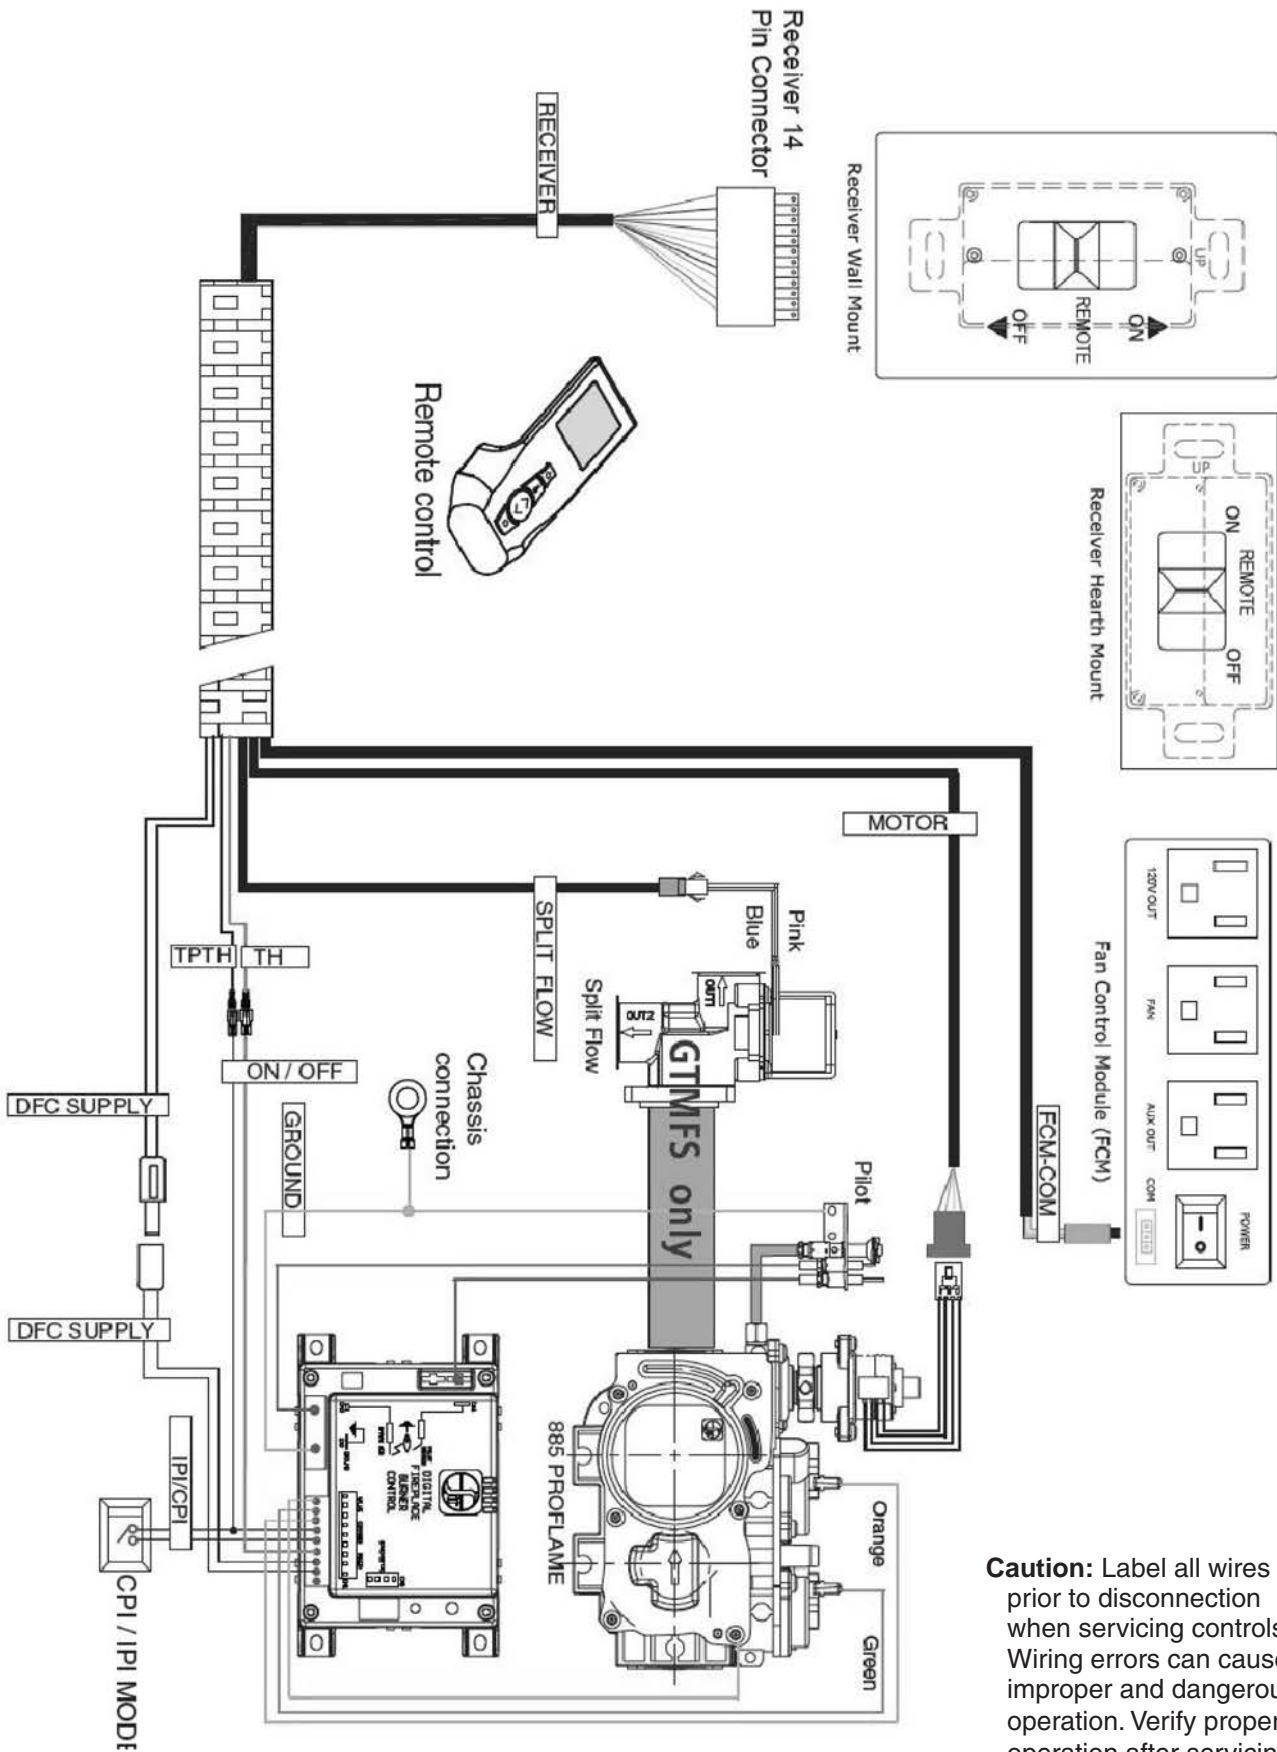 Receiver 14
Pin Connector
RECEIVER
Receiver Wall Mount
UP
ON
REMOTE
OFF
Remote control
Receiver Hearth Mount
UP
ON
REMOTE
OFF
MOTOR
120V OUT
FAN
AUX OUT
COM
POWER
Fan Control Module (FCM)
FCM-COM
SPLIT FLOW
Pink
Blue
OUT1
OUT2
Split Flow
GTMFS only
TPTH
TH
ON / OFF
DFC SUPPLY
DFC SUPPLY
GROUND
Chassis
connection
Pilot
885 PROFLAME
DIGITAL
FIREPLACE
BURNER
CONTROL
Orange
Green
IPI/CPI
CPI / IPI MODE
Caution: Label all wires
prior to disconnection
when servicing controls
Wiring errors can cause
improper and dangerou
operation. Verify proper
operation after servicin